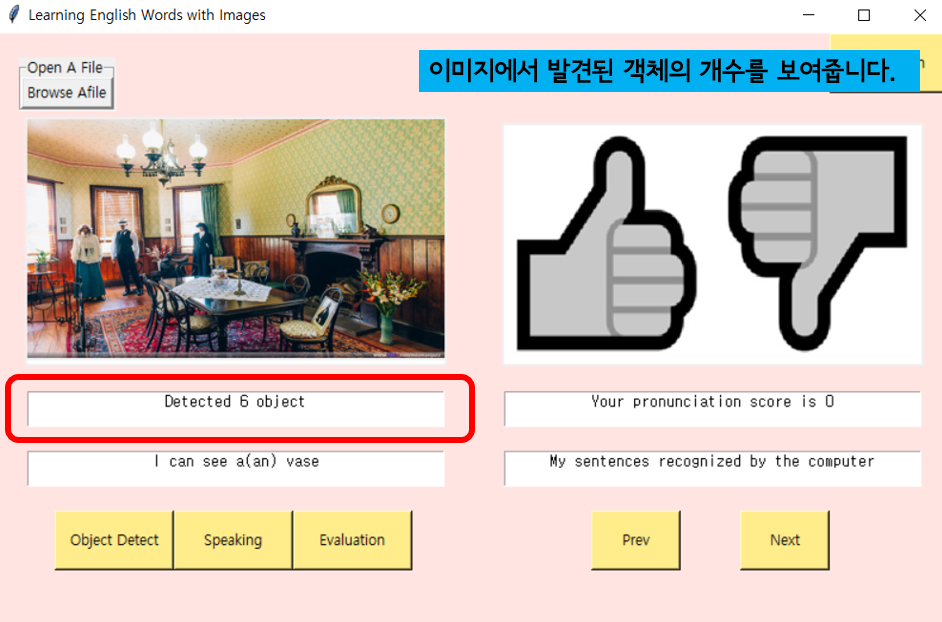 Learning English Words with Images
Open A File
Browse Afile
이미지에서 발견된 객체의 개수를 보여줍니다.
Detected 6 object
Your pronunciation score is 0
I can see a(an) vase
My sentences recognized by the computer
Object Detect
Speaking
Evaluation
Prev
Next